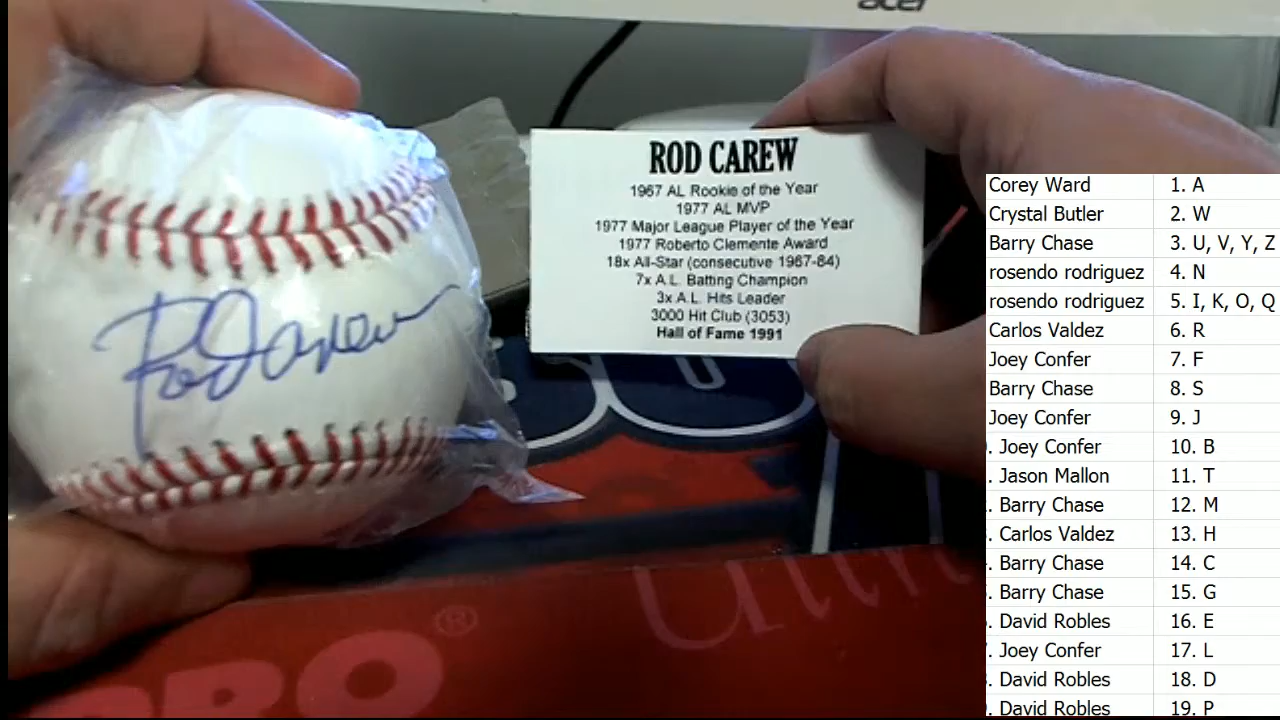 acer
Rod Carew
ROD CAREW
1967 AL Rookie of the Year
1977 AL MVP
1977 Major League Player of the Year
1977 Roberto Clemente Award
18x All-Star (consecutive 1967-84)
7x A.L. Batting Champion
3x A.L. Hits Leader
3000 Hit Club (3053)
Hall of Fame 1991
Corey Ward 1. A
Crystal Butler 2. W
Barry Chase 3. U, V, Y, Z
rosendo rodriguez 4. N
rosendo rodriguez 5. I, K, O, Q
Carlos Valdez 6. R
Joey Confer 7. F
Barry Chase 8. S
Joey Confer 9. J
. Joey Confer 10. B
. Jason Mallon 11. T
. Barry Chase 12. M
. Carlos Valdez 13. H
. Barry Chase 14. C
. Barry Chase 15. G
. David Robles 16. E
. Joey Confer 17. L
. David Robles 18. D
. David Robles 19. P